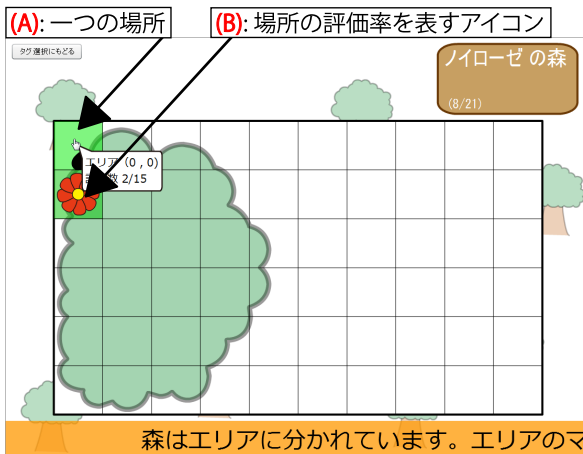 (A): 一つの場所
(B): 場所の評価率を表すアイコン
タグ選択にもどる
ノイローゼ の森
(8/21)
エリア (0 , 0)
数 2/15
森はエリアに分かれています。エリアのマ